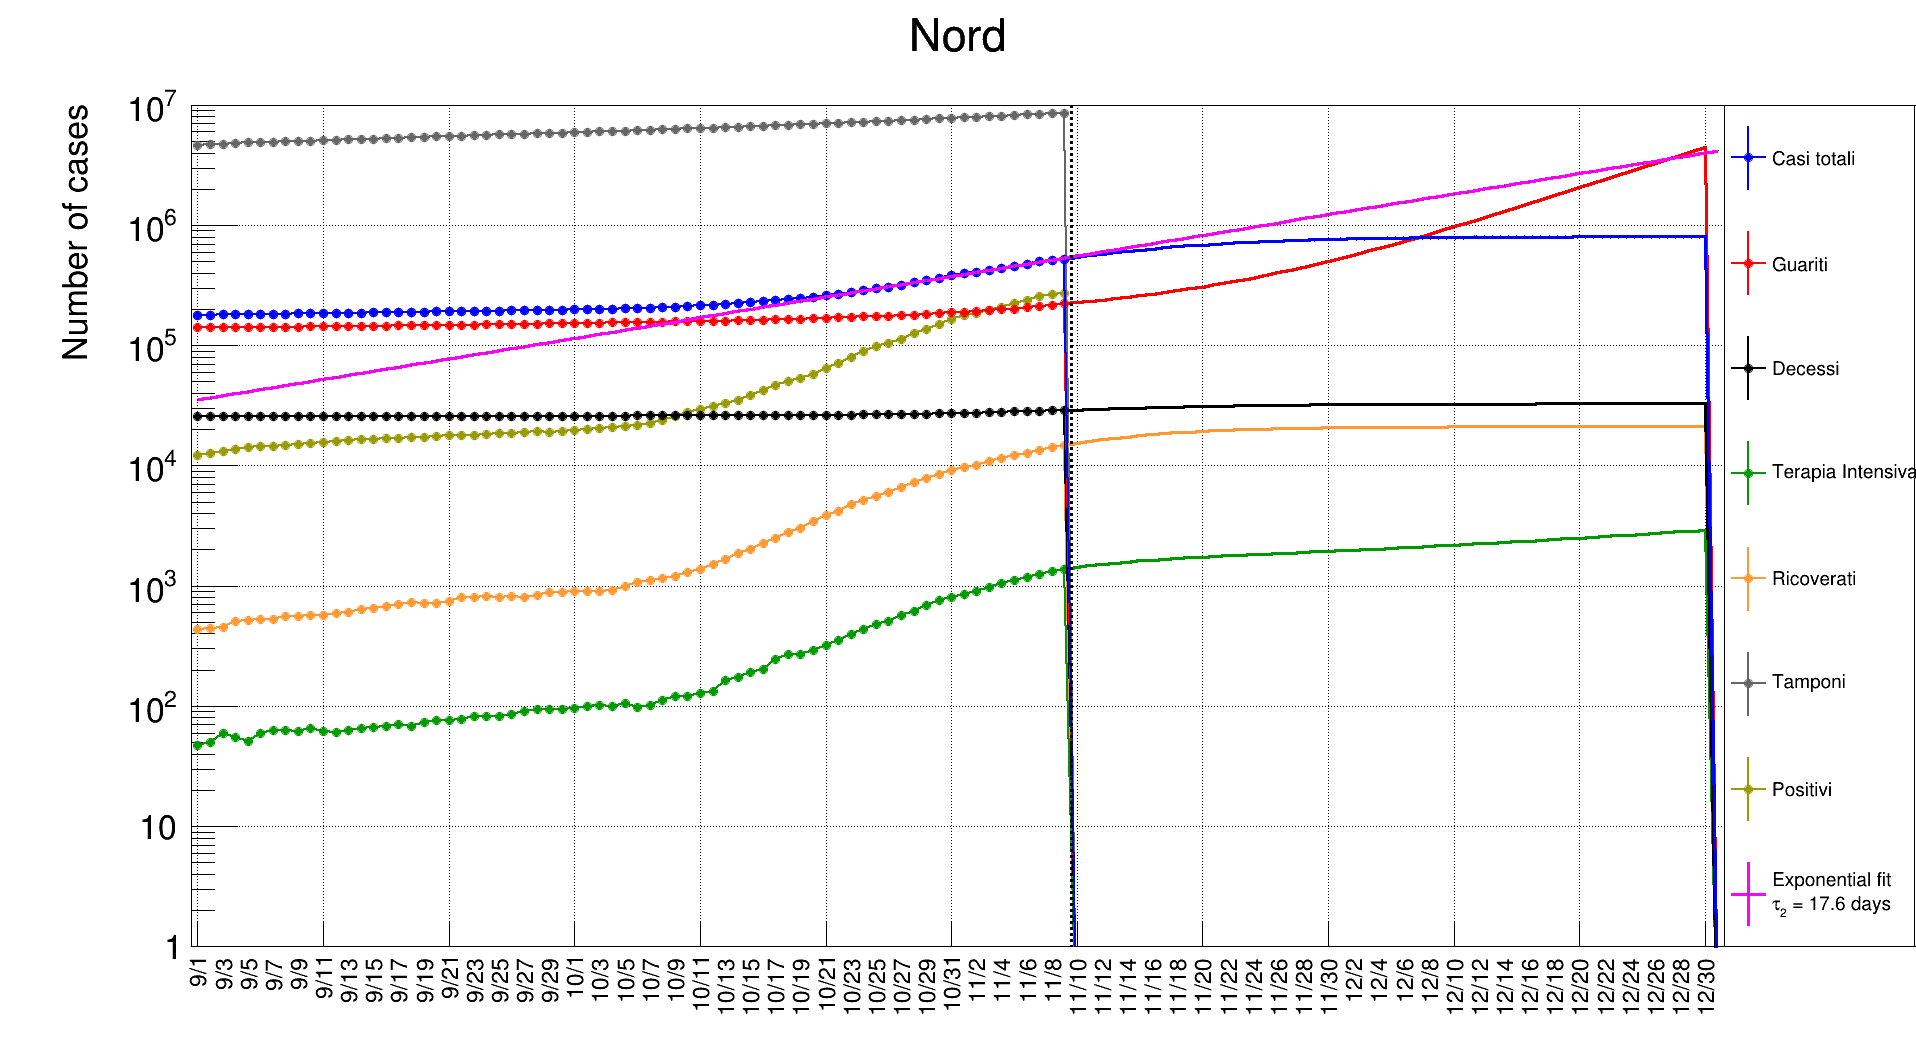 Nord
Number of cases
10^7
10^6
10^5
10^4
10^3
10^2
10
1
9/1 9/3 9/5 9/7 9/9 9/11 9/13 9/15 9/17 9/19 9/21 9/23 9/25 9/27 9/29 10/1 10/3 10/5 10/7 10/9 10/11 10/13 10/15 10/17 10/19 10/21 10/23 10/25 10/27 10/29 10/31 11/2 11/4 11/6 11/8 11/10 11/12 11/14 11/16 11/18 11/20 11/22 11/24 11/26 11/28 11/30 12/2 12/4 12/6 12/8 12/10 12/12 12/14 12/16 12/18 12/20 12/22 12/24 12/26 12/28 12/30
Casi totali
Guariti
Decessi
Terapia Intensiva
Ricoverati
Tamponi
Positivi
Exponential fit
τ₂ = 17.6 days